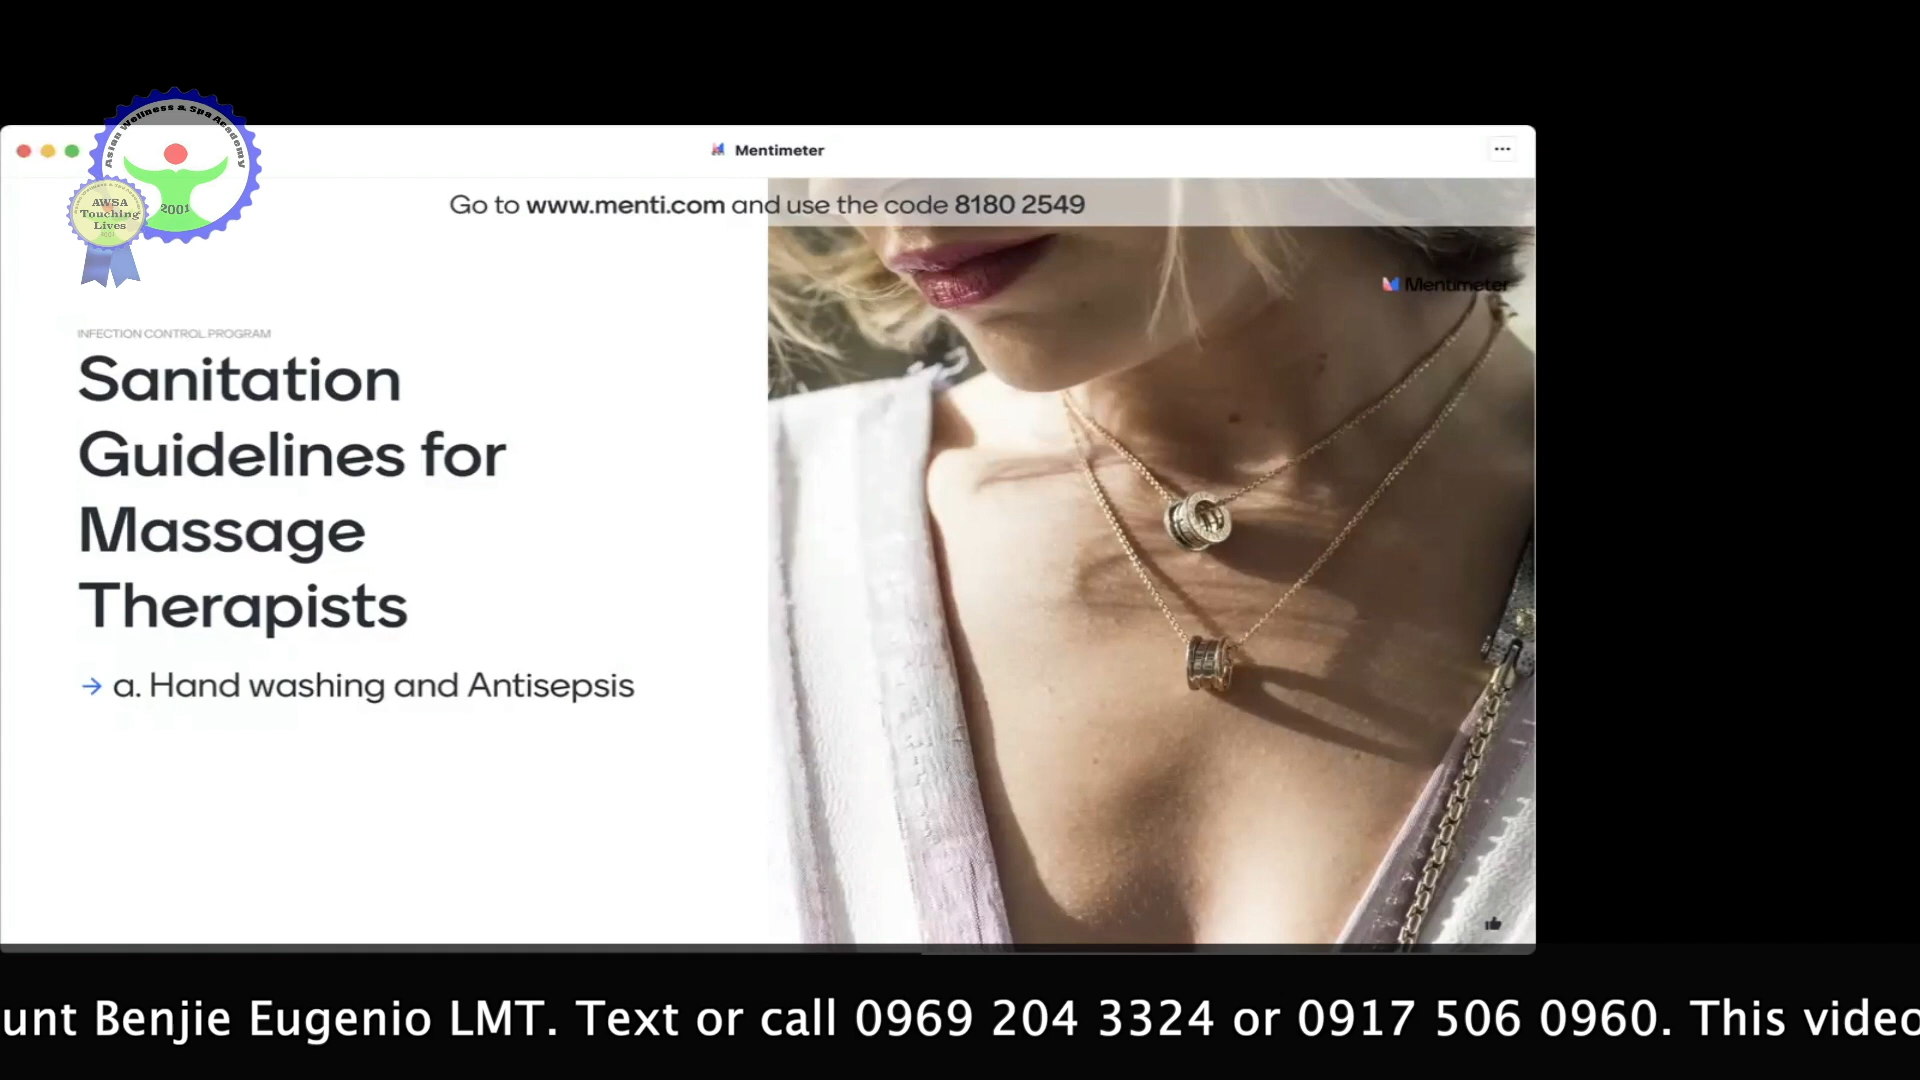 Asian Wellness & Spa Academy
2001
AWSA
Touching
Lives
Mentimeter
Go to www.menti.com and use the code 8180 2549
Mentimeter
INFECTION CONTROL PROGRAM
Sanitation
Guidelines for
Massage
Therapists
→ a. Hand washing and Antisepsis
unt Benjie Eugenio LMT. Text or call 0969 204 3324 or 0917 506 0960. This video